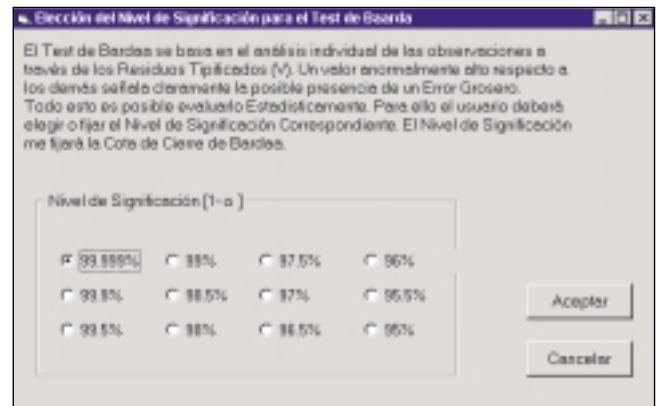 Elección del Nivel de Significación para el Test de Baarda
El Test de Bardaa se basa en el análisis individual de las observaciones a
través de los Residuos Tipificados (V). Un valor anormalmente alto respecto a
los demás señala claramente la posible presencia de un Error Grosero.
Todo esto es posible evaluarlo Estadísticamente. Para ello el usuario deberá
elegir o fijar el Nivel de Significación Correspondiente. El Nivel de Significación
me fijará la Cota de Cierre de Bardaa.
Nivel de Significación (1-α )
99.999% 99% 97.5% 96%
99.9% 98.5% 97% 95.5%
99.5% 98% 96.5% 95%
Aceptar
Cancelar